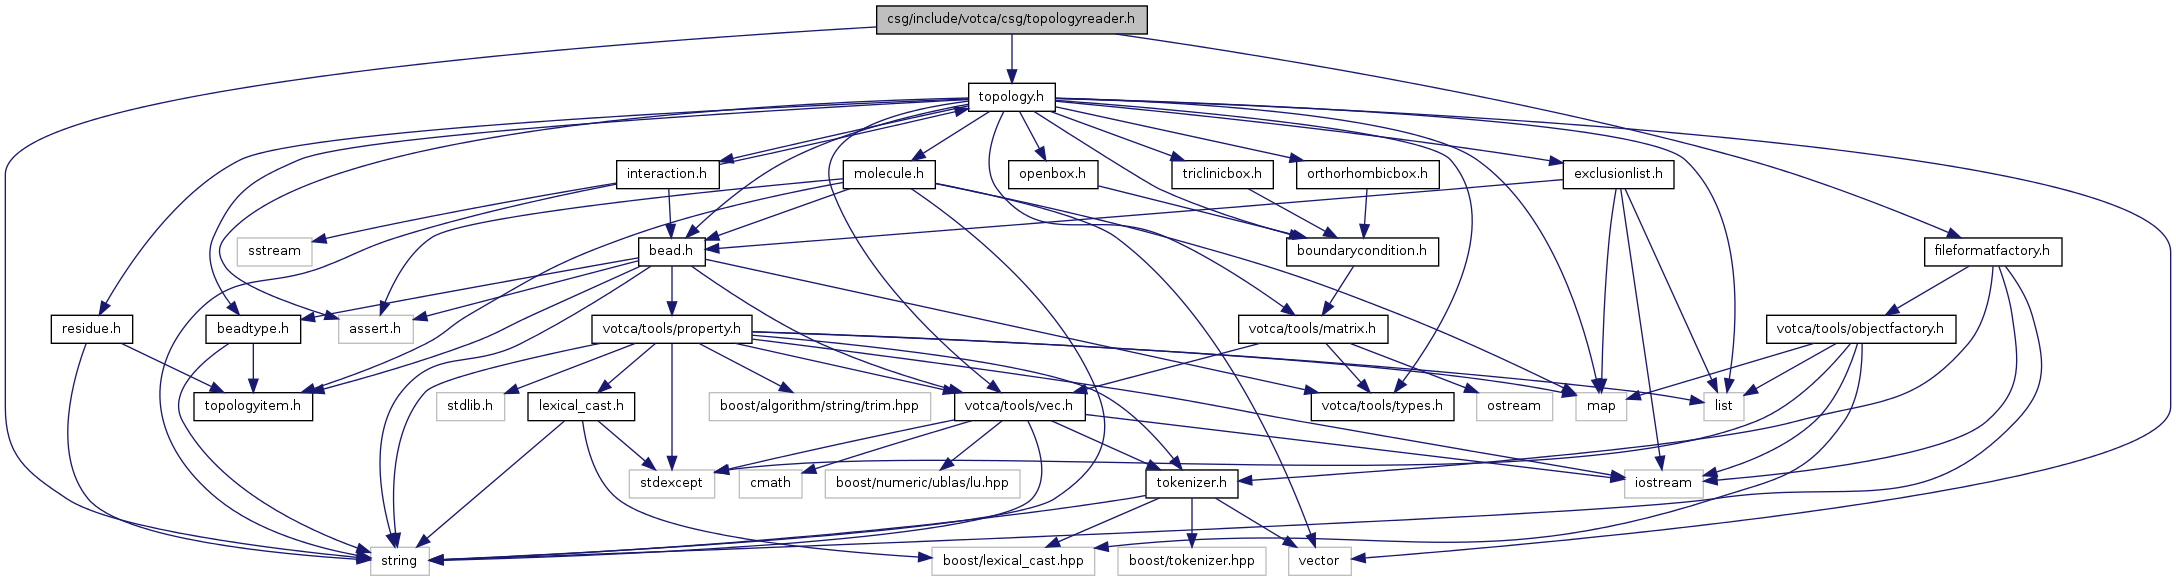 csg/include/votca/csg/topologyreader.h
topology.h
interaction.h
molecule.h
openbox.h
triclinicbox.h
orthorhombicbox.h
exclusionlist.h
sstream
bead.h
boundarycondition.h
fileformatfactory.h
residue.h
beadtype.h
assert.h
votca/tools/property.h
votca/tools/matrix.h
votca/tools/objectfactory.h
topologyitem.h
stdlib.h
lexical_cast.h
boost/algorithm/string/trim.hpp
votca/tools/vec.h
votca/tools/types.h
ostream
map
list
stdexcept
cmath
boost/numeric/ublas/lu.hpp
tokenizer.h
iostream
string
boost/lexical_cast.hpp
boost/tokenizer.hpp
vector